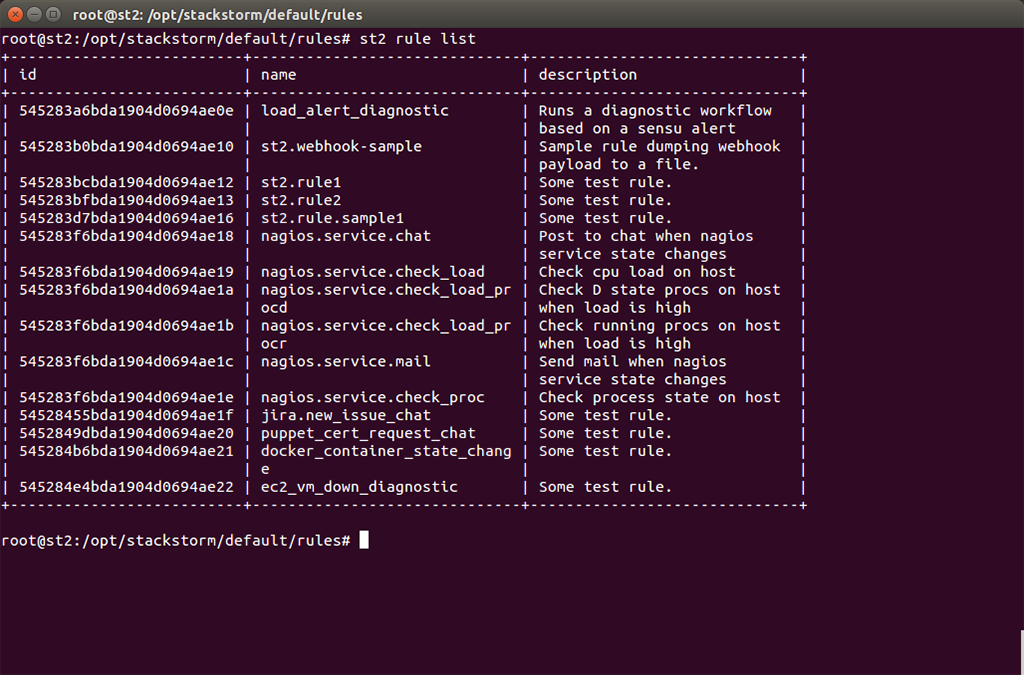 root@st2: /opt/stackstorm/default/rules
root@st2:/opt/stackstorm/default/rules# st2 rule list
+--------------------------+------------------------------+------------------------------+
| id                       | name                         | description                  |
+--------------------------+------------------------------+------------------------------+
| 545283a6bda1904d0694ae0e | load_alert_diagnostic        | Runs a diagnostic workflow   |
|                          |                              | based on a sensu alert       |
| 545283b0bda1904d0694ae10 | st2.webhook-sample           | Sample rule dumping webhook  |
|                          |                              | payload to a file.           |
| 545283bcbda1904d0694ae12 | st2.rule1                    | Some test rule.              |
| 545283bfbda1904d0694ae13 | st2.rule2                    | Some test rule.              |
| 545283d7bda1904d0694ae16 | st2.rule.sample1             | Some test rule.              |
| 545283f6bda1904d0694ae18 | nagios.service.chat          | Post to chat when nagios     |
|                          |                              | service state changes        |
| 545283f6bda1904d0694ae19 | nagios.service.check_load    | Check cpu load on host       |
| 545283f6bda1904d0694ae1a | nagios.service.check_load_pr | Check D state procs on host  |
|                          | ocd                          | when load is high            |
| 545283f6bda1904d0694ae1b | nagios.service.check_load_pr | Check running procs on host  |
|                          | ocr                          | when load is high            |
| 545283f6bda1904d0694ae1c | nagios.service.mail          | Send mail when nagios        |
|                          |                              | service state changes        |
| 545283f6bda1904d0694ae1e | nagios.service.check_proc    | Check process state on host  |
| 54528455bda1904d0694ae1f | jira.new_issue_chat          | Some test rule.              |
| 5452849dbda1904d0694ae20 | puppet_cert_request_chat     | Some test rule.              |
| 545284b6bda1904d0694ae21 | docker_container_state_chang | Some test rule.              |
|                          | e                            |                              |
| 545284e4bda1904d0694ae22 | ec2_vm_down_diagnostic       | Some test rule.              |
+--------------------------+------------------------------+------------------------------+
root@st2:/opt/stackstorm/default/rules#